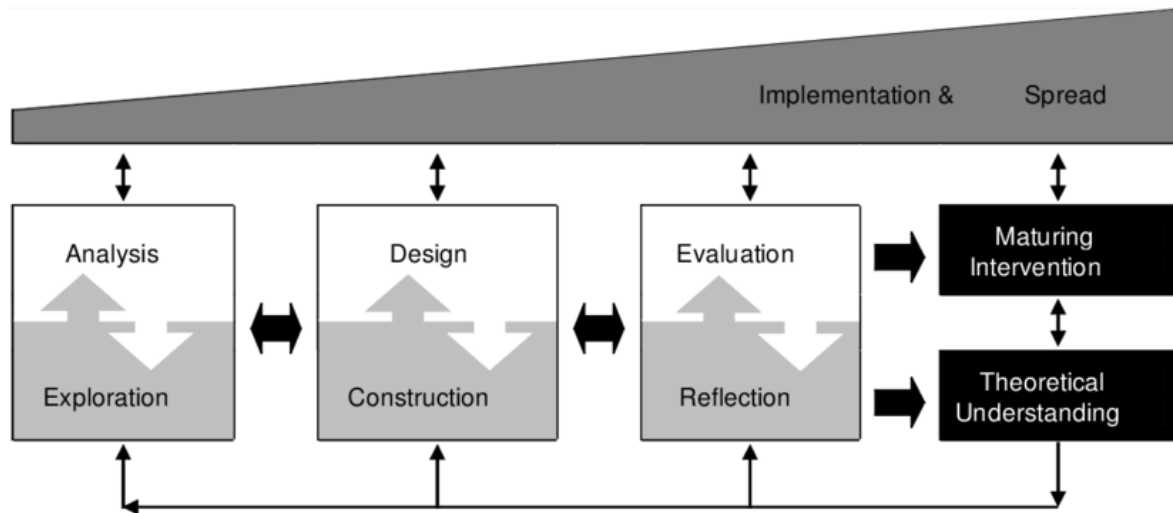 Implementation & Spread
Analysis
Design
Evaluation
Maturing
Intervention
Exploration
Construction
Reflection
Theoretical
Understanding